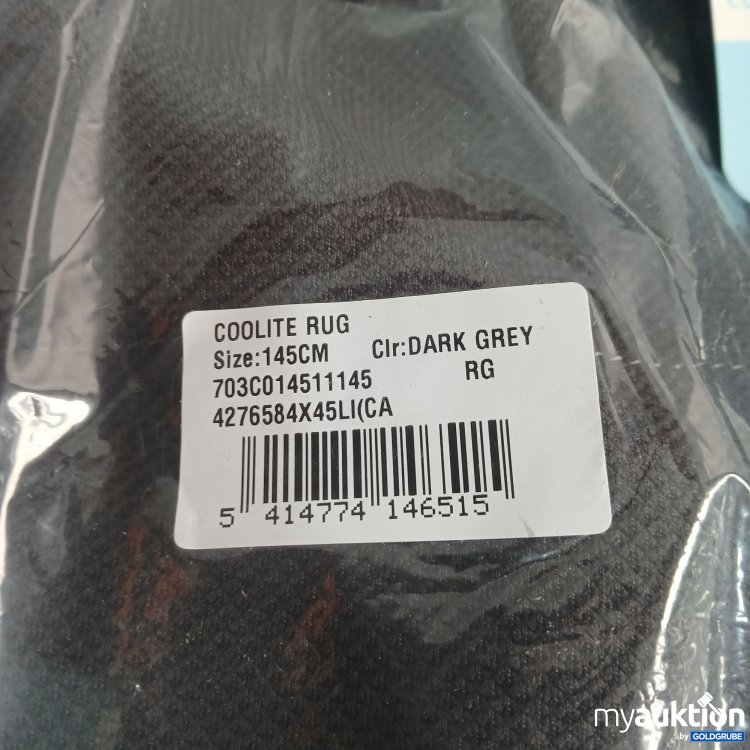 COOLITE RUG
Size:145CM Clr:DARK GREY
703C014511145 RG
4276584X45LI(CA
5 414774 146515
myauktion
by GOLDGRUBE